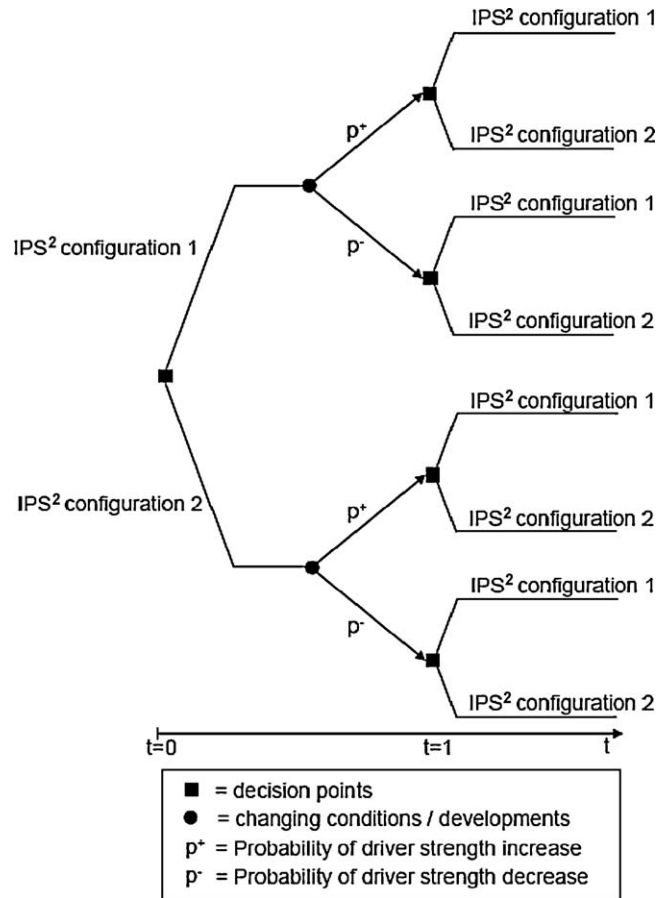 IPS² configuration 1
p⁺
IPS² configuration 2
IPS² configuration 1
IPS² configuration 1
p⁻
IPS² configuration 2
IPS² configuration 1
IPS² configuration 2
p⁺
IPS² configuration 2
IPS² configuration 1
p⁻
IPS² configuration 2
t=0
t=1
t
■ = decision points
● = changing conditions / developments
p⁺ = Probability of driver strength increase
p⁻ = Probability of driver strength decrease